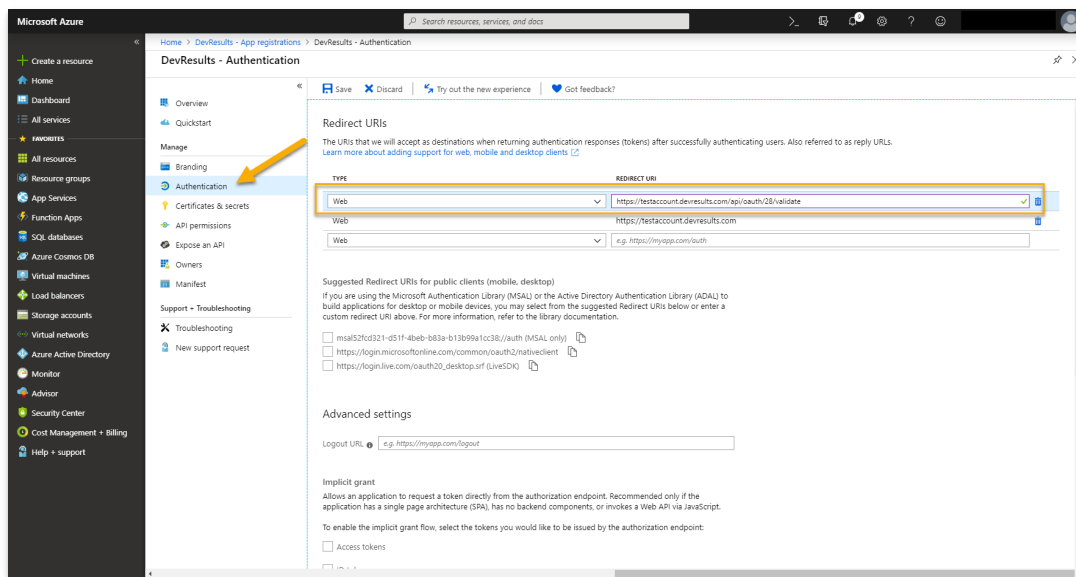 Microsoft Azure
Search resources, services, and docs
Create a resource
Home
Dashboard
All services
FAVORITES
All resources
Resource groups
App Services
Function Apps
SQL databases
Azure Cosmos DB
Virtual machines
Load balancers
Storage accounts
Virtual networks
Azure Active Directory
Monitor
Advisor
Security Center
Cost Management + Billing
Help + support
Home > DevResults - App registrations > DevResults - Authentication
DevResults - Authentication
Overview
Quickstart
Manage
Branding
Authentication
Certificates & secrets
API permissions
Expose an API
Owners
Manifest
Support + Troubleshooting
Troubleshooting
New support request
Save Discard Try out the new experience Got feedback?
Redirect URIs
The URIs that we will accept as destinations when returning authentication responses (tokens) after successfully authenticating users. Also referred to as reply URLs.
Learn more about adding support for web, mobile and desktop clients
TYPE REDIRECT URI
Web https://testaccount.devresults.com/api/oauth/28/validate
Web https://testaccount.devresults.com
Web e.g. https://myapp.com/auth
Suggested Redirect URIs for public clients (mobile, desktop)
If you are using the Microsoft Authentication Library (MSAL) or the Active Directory Authentication Library (ADAL) to
build applications for desktop or mobile devices, you may select from the suggested Redirect URIs below or enter a
custom redirect URI above. For more information, refer to the library documentation.
msal52fcd321-d51f-4beb-b83a-b13b99a1cc38://auth (MSAL only)
https://login.microsoftonline.com/common/oauth2/nativeclient
https://login.live.com/oauth20_desktop.srf (LiveSDK)
Advanced settings
Logout URL e.g. https://myapp.com/logout
Implicit grant
Allows an application to request a token directly from the authorization endpoint. Recommended only if the
application has a single page architecture (SPA), has no backend components, or invokes a Web API via JavaScript.
To enable the implicit grant flow, select the tokens you would like to be issued by the authorization endpoint:
Access tokens